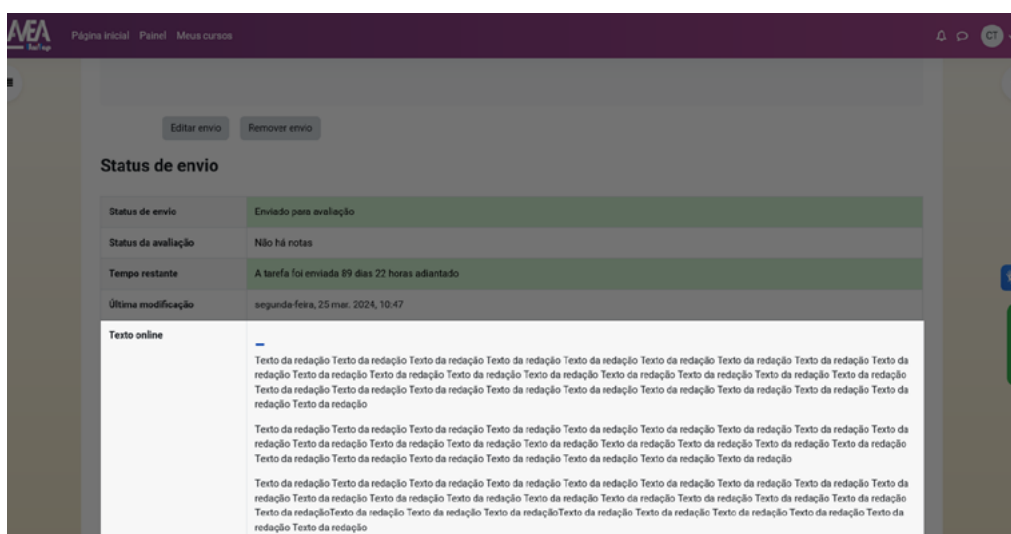 AVEA
Página inicial Painel Meus cursos
CT
Editar envio Remover envio
Status de envio
Status de envio Enviado para avaliação
Status da avaliação Não há notas
Tempo restante A tarefa foi enviada 89 dias 22 horas adiantado
Última modificação segunda-feira, 25 mar. 2024, 10:47
Texto online
Texto da redação Texto da redação Texto da redação Texto da redação Texto da redação Texto da redação Texto da redação Texto da redação Texto da
redação Texto da redação Texto da redação Texto da redação Texto da redação Texto da redação Texto da redação Texto da redação Texto da redação
Texto da redação Texto da redação Texto da redação Texto da redação Texto da redação Texto da redação Texto da redação Texto da redação Texto da
redação Texto da redação
Texto da redação Texto da redação Texto da redação Texto da redação Texto da redação Texto da redação Texto da redação Texto da redação Texto da
redação Texto da redação Texto da redação Texto da redação Texto da redação Texto da redação Texto da redação Texto da redação Texto da redação
Texto da redação Texto da redação Texto da redação Texto da redação Texto da redação Texto da redação Texto da redação
Texto da redação Texto da redação Texto da redação Texto da redação Texto da redação Texto da redação Texto da redação Texto da redação Texto da
redação Texto da redação Texto da redação Texto da redação Texto da redação Texto da redação Texto da redação Texto da redação Texto da redação
Texto da redaçãoTexto da redação Texto da redação Texto da redaçãoTexto da redação Texto da redação Texto da redação Texto da redação Texto da
redação Texto da redação